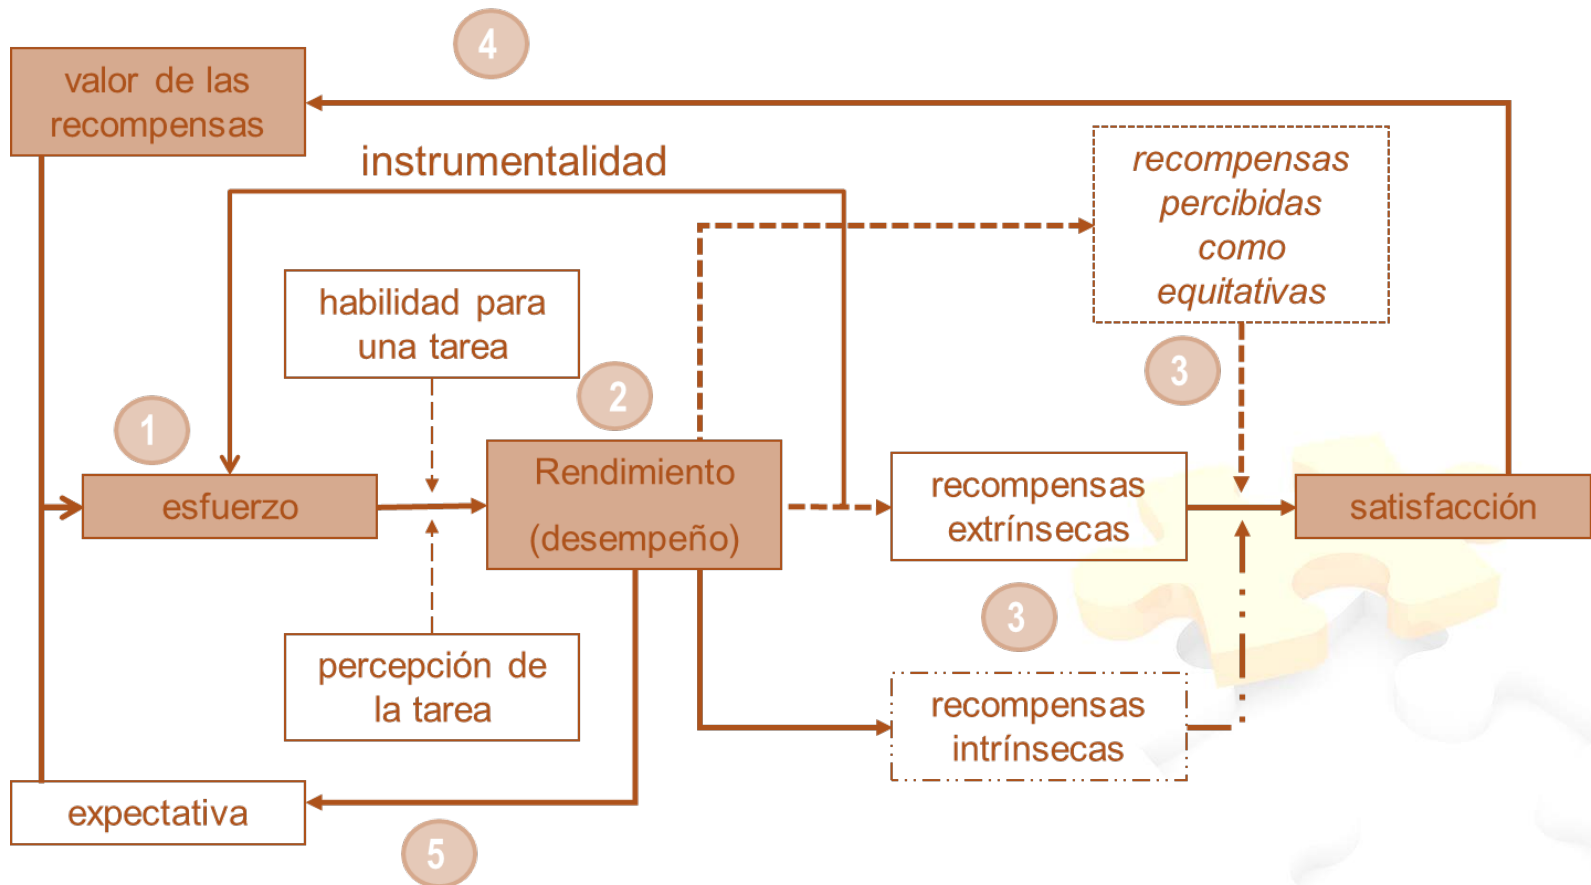 4
valor de las
recompensas
instrumentalidad
recompensas
percibidas
como
equitativas
habilidad para
una tarea
3
2
1
Rendimiento
(desempeño)
esfuerzo
recompensas
extrínsecas
satisfacción
3
percepción de
la tarea
recompensas
intrínsecas
expectativa
5